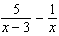 5/(x − 3) − 1/x